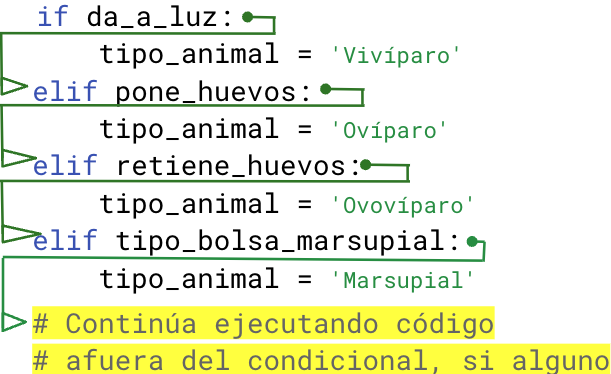 if da_a_luz:
tipo_animal = 'Vivíparo'
elif pone_huevos:
tipo_animal = 'Ovíparo'
elif retiene_huevos:
tipo_animal = 'Ovovíparo'
elif tipo_bolsa_marsupial:
tipo_animal = 'Marsupial'
# Continúa ejecutando código
# afuera del condicional, si alguno